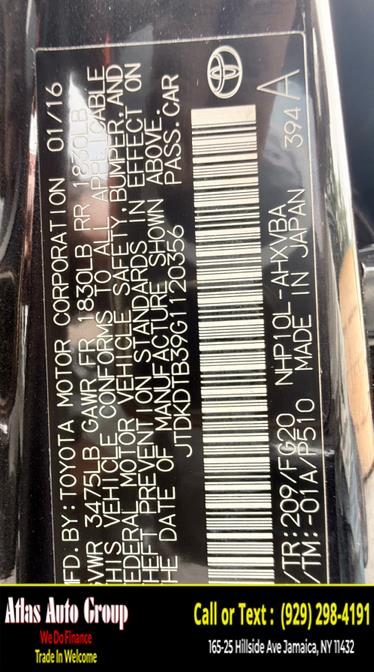 MFD. BY: TOYOTA MOTOR CORPORATION 01/16
GVWR 3475LB GAWR FR 1830LB RR 1830LB
THIS VEHICLE CONFORMS TO ALL APPLICABLE
FEDERAL MOTOR VEHICLE SAFETY, BUMPER, AND
THEFT PREVENTION STANDARDS IN EFFECT ON
THE DATE OF MANUFACTURE SHOWN ABOVE.
JTDKDTB39G1120356 PASS. CAR
C/TR: 209/FG20 NHP10L-AHXVBA
A/TM: -01A/P510 MADE IN JAPAN 394 A
Atlas Auto Group
We Do Finance
Trade In Welcome
Call or Text : (929) 298-4191
165-25 Hillside Ave Jamaica, NY 11432